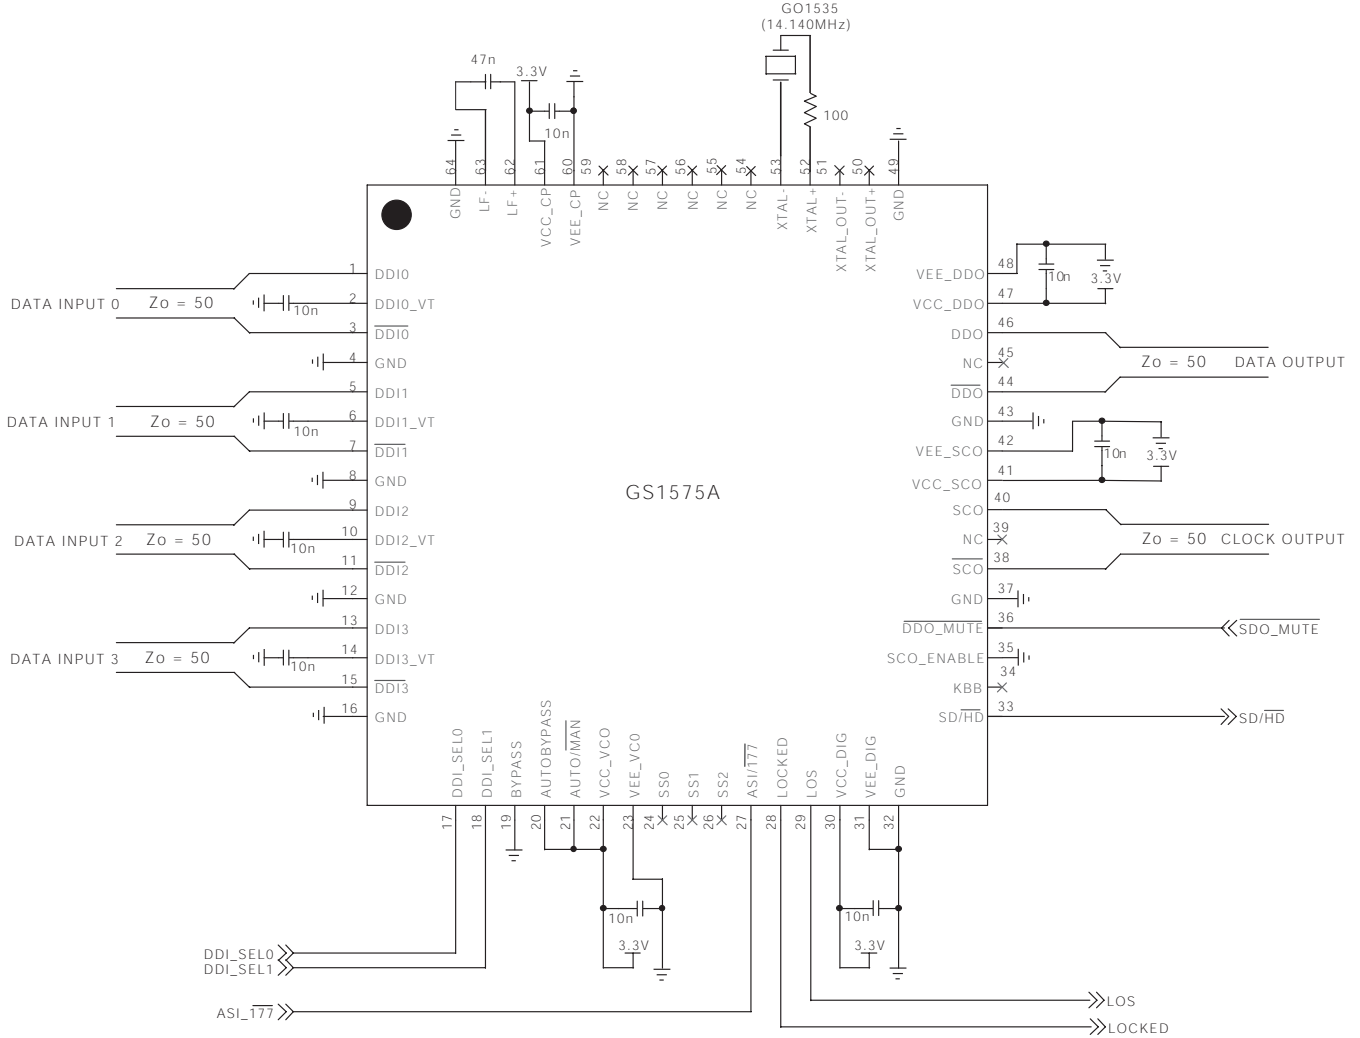 GO1535
(14.140MHz)
47n
3.3V
10n
100
64
63
62
61
60
59
58
57
56
55
54
53
52
51
50
49
GND
LF-
LF+
VCC_CP
VEE_CP
NC
NC
NC
NC
NC
NC
XTAL-
XTAL+
XTAL_OUT-
XTAL_OUT+
GND
DATA INPUT 0 Zo = 50
1 DDI0
10n 2 DDI0_VT
3 DDI0
4 GND
DATA INPUT 1 Zo = 50
5 DDI1
10n 6 DDI1_VT
7 DDI1
8 GND
DATA INPUT 2 Zo = 50
9 DDI2
10n 10 DDI2_VT
11 DDI2
12 GND
DATA INPUT 3 Zo = 50
13 DDI3
10n 14 DDI3_VT
15 DDI3
16 GND
GS1575A
VEE_DDO 48
10n 3.3V
VCC_DDO 47
DDO 46
NC 45
Zo = 50 DATA OUTPUT
DDO 44
GND 43
VEE_SCO 42
10n 3.3V
VCC_SCO 41
SCO 40
NC 39
Zo = 50 CLOCK OUTPUT
SCO 38
GND 37
DDO_MUTE 36 SDO_MUTE
SCO_ENABLE 35
KBB 34
SD/HD 33 SD/HD
DDI_SEL0
DDI_SEL1
BYPASS
AUTOBYPASS
AUTO/MAN
VCC_VCO
VEE_VC0
SS0
SS1
SS2
ASI/177
LOCKED
LOS
VCC_DIG
VEE_DIG
GND
17
18
19
20
21
22
23
24
25
26
27
28
29
30
31
32
10n
10n
3.3V
3.3V
DDI_SEL0
DDI_SEL1
ASI_177
LOS
LOCKED